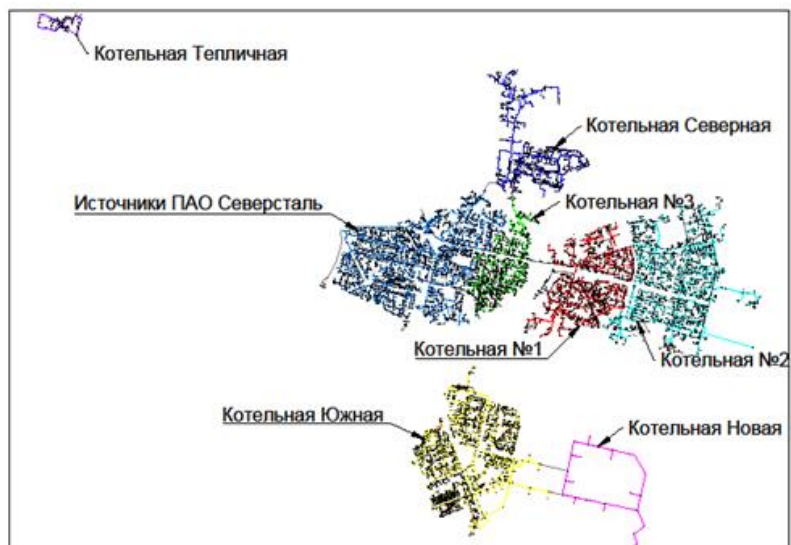 Котельная Тепличная
Котельная Северная
Источники ПАО Северсталь
Котельная №3
Котельная №1
Котельная №2
Котельная Южная
Котельная Новая